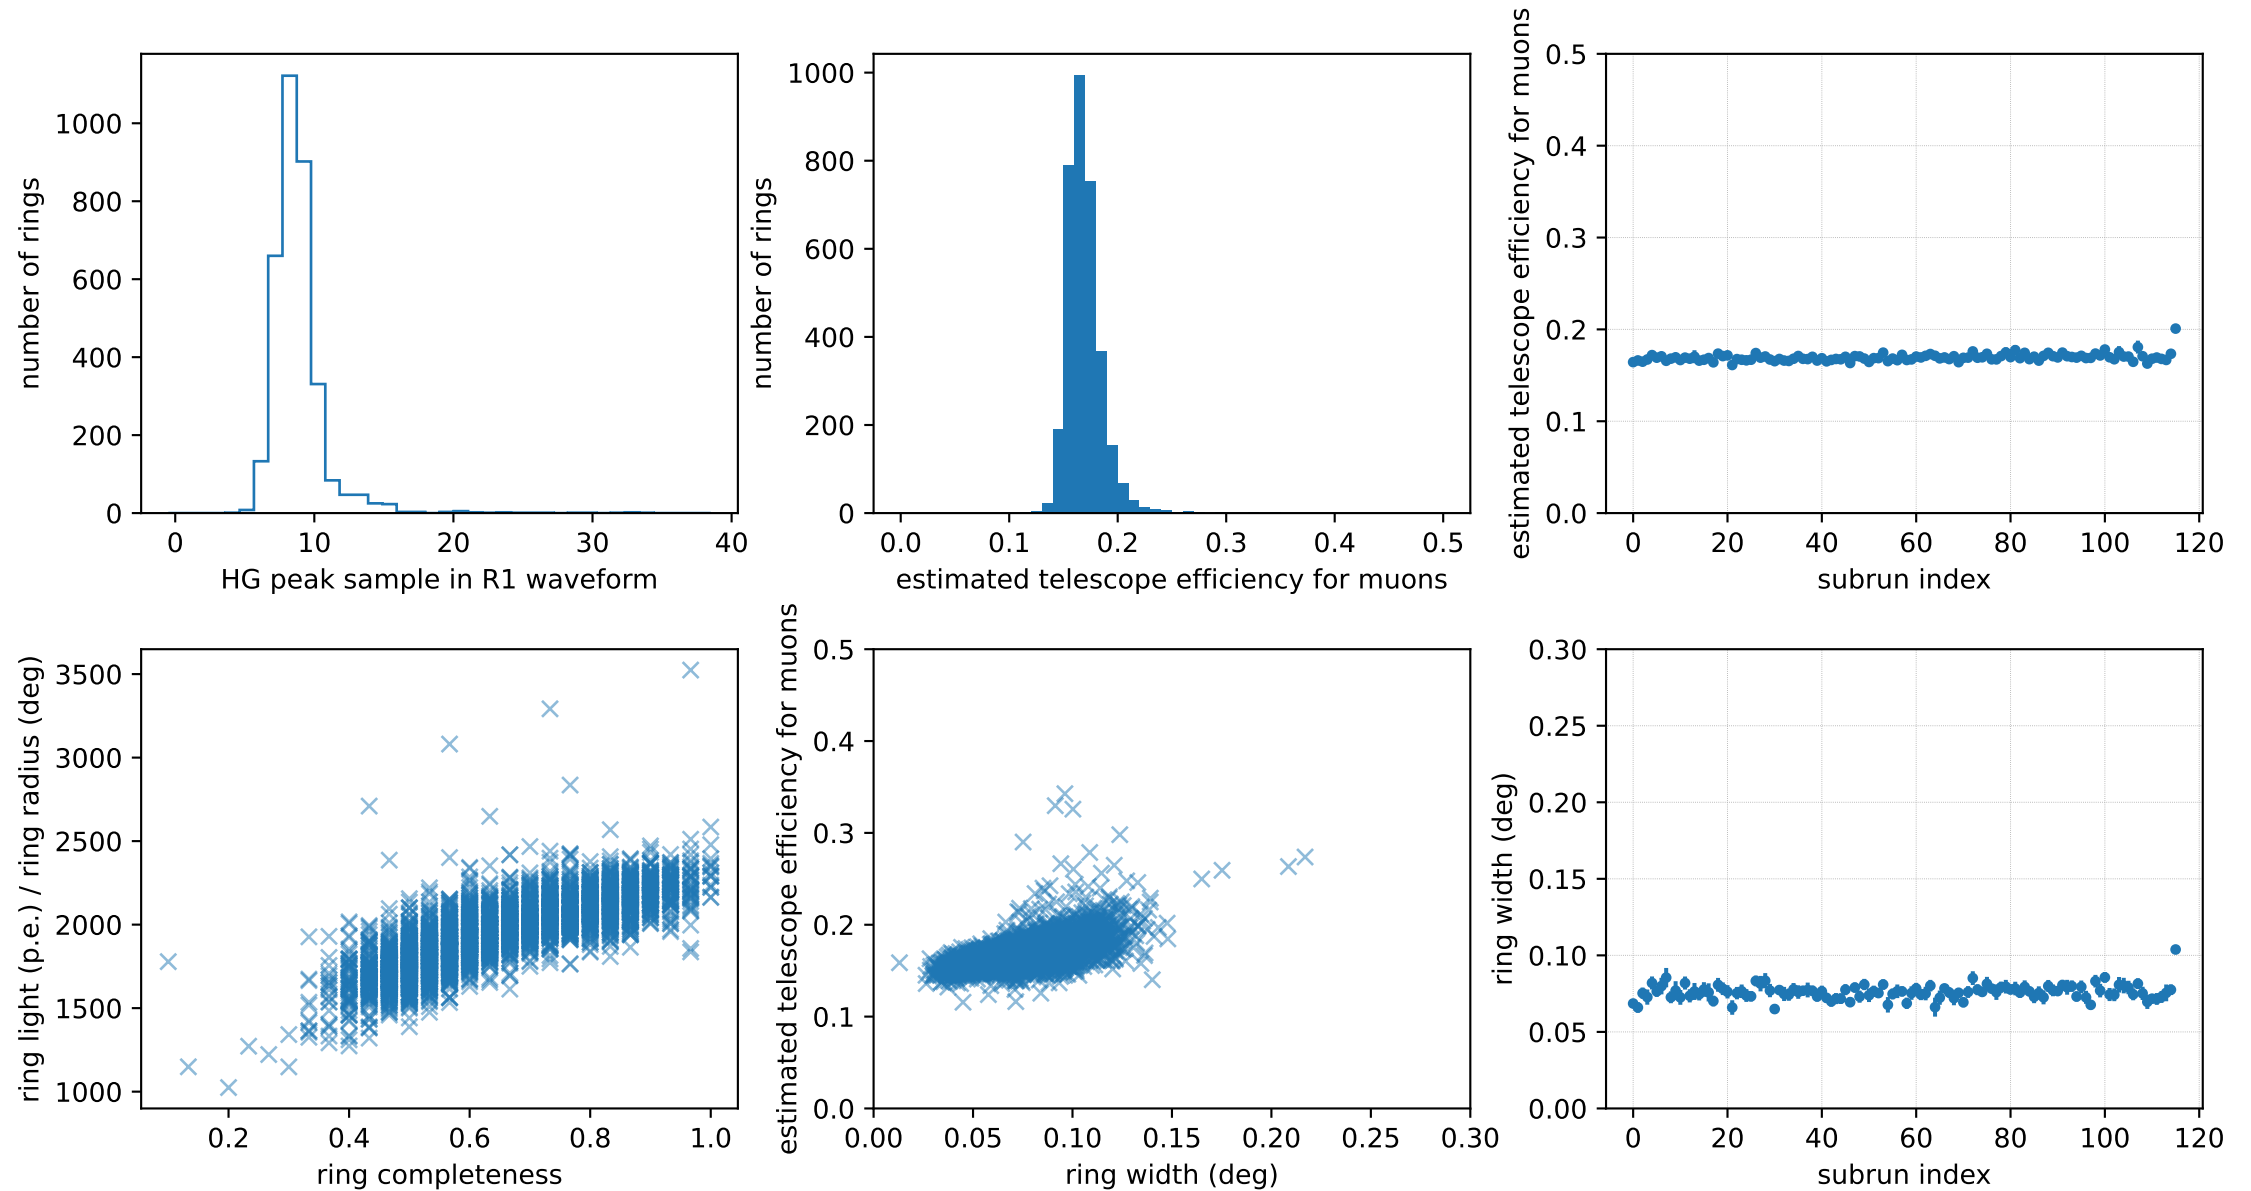 1000
800
600
400
200
0
number of rings
0 10 20 30 40
HG peak sample in R1 waveform
1000
800
600
400
200
0
number of rings
0.0 0.1 0.2 0.3 0.4 0.5
estimated telescope efficiency for muons
0.5
0.4
0.3
0.2
0.1
0.0
estimated telescope efficiency for muons
0 20 40 60 80 100 120
subrun index
3500
3000
2500
2000
1500
1000
ring light (p.e.) / ring radius (deg)
0.2 0.4 0.6 0.8 1.0
ring completeness
0.5
0.4
0.3
0.2
0.1
0.0
estimated telescope efficiency for muons
0.00 0.05 0.10 0.15 0.20 0.25 0.30
ring width (deg)
0.30
0.25
0.20
0.15
0.10
0.05
0.00
ring width (deg)
0 20 40 60 80 100 120
subrun index